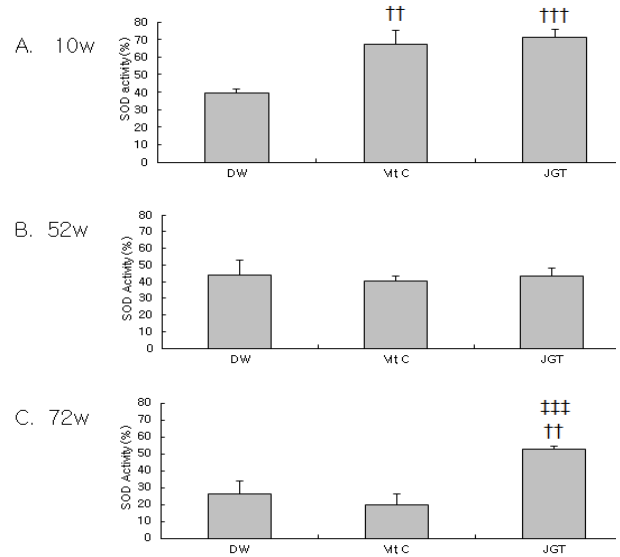 A. 10w
SOD activity (%)
80
70
60
50
40
30
20
10
0
††
†††
DW
Vit C
JGT
B. 52w
SOD Activity (%)
80
70
60
50
40
30
20
10
0
DW
Vit C
JGT
C. 72w
SOD Activity (%)
80
70
60
50
40
30
20
10
0
‡‡‡
††
DW
Vit C
JGT